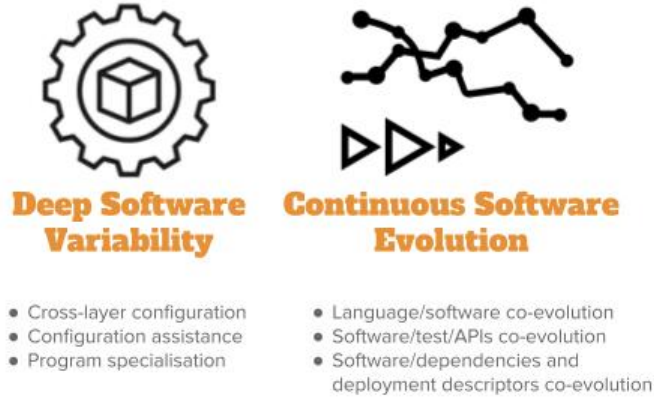 Deep Software
Variability
• Cross-layer configuration
• Configuration assistance
• Program specialisation
Continuous Software
Evolution
• Language/software co-evolution
• Software/test/APIs co-evolution
• Software/dependencies and
deployment descriptors co-evolution